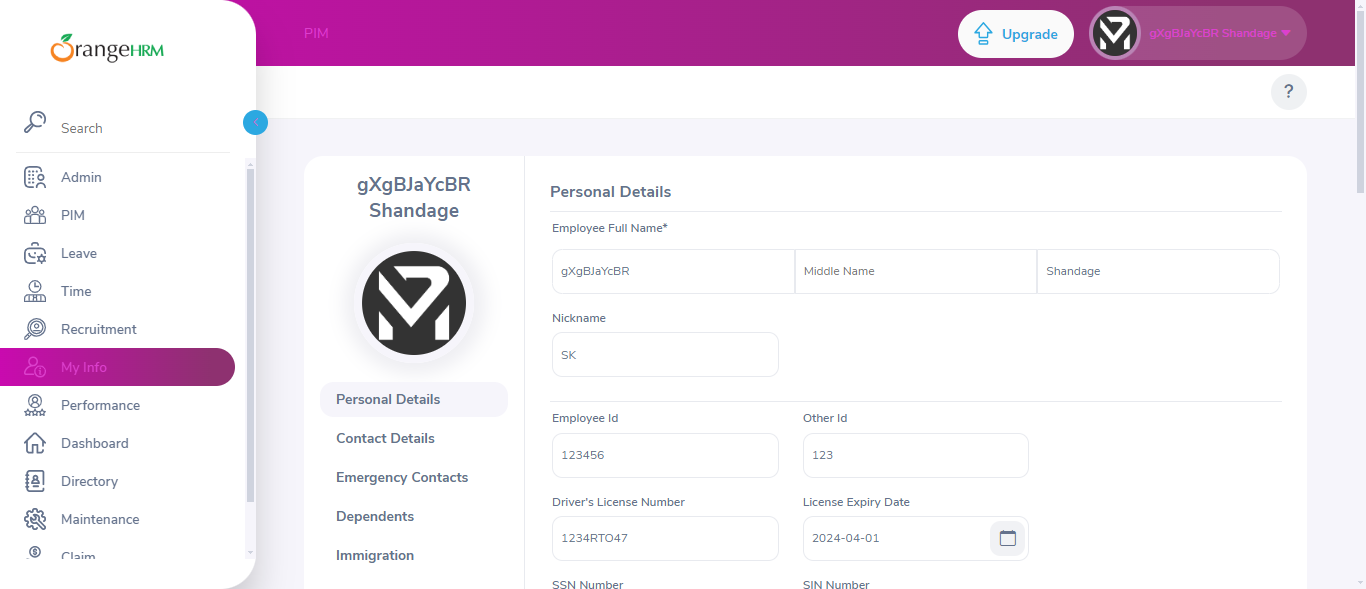 OrangeHRM
PIM
Upgrade
gXgBJaYcBR Shandage
?
Search
Admin
PIM
Leave
Time
Recruitment
My Info
Performance
Dashboard
Directory
Maintenance
Claim
gXgBJaYcBR
Shandage
Personal Details
Contact Details
Emergency Contacts
Dependents
Immigration
Personal Details
Employee Full Name*
gXgBJaYcBR Middle Name Shandage
Nickname
SK
Employee Id Other Id
123456 123
Driver's License Number License Expiry Date
1234RTO47 2024-04-01
SSN Number SIN Number